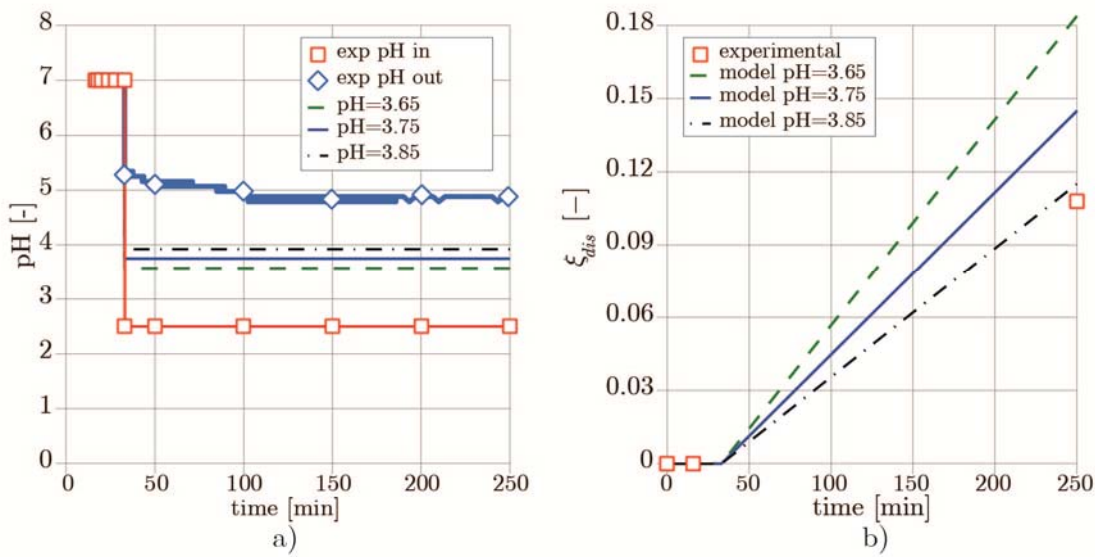 8
7
6
5
4
3
2
1
0
pH [-]
exp pH in
exp pH out
pH=3.65
pH=3.75
pH=3.85
0 50 100 150 200 250
time [min]
a)
0.18
0.15
0.12
0.09
0.06
0.03
0
ξdis [−]
experimental
model pH=3.65
model pH=3.75
model pH=3.85
0 50 100 150 200 250
time [min]
b)